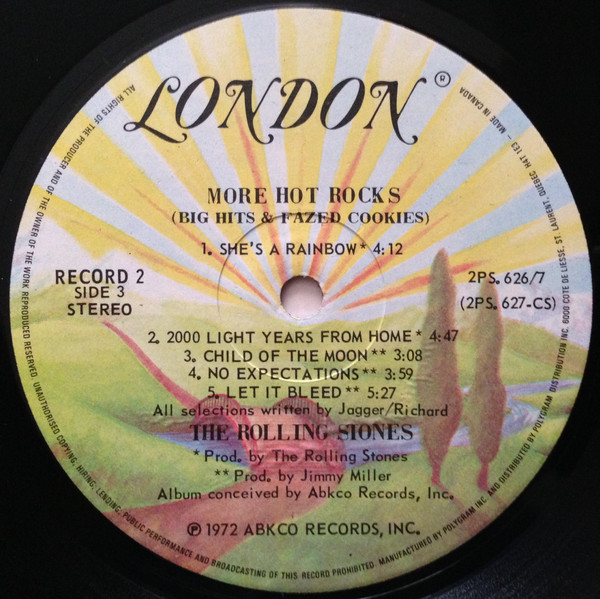 LONDON®
MORE HOT ROCKS
(BIG HITS & FAZED COOKIES)
1. SHE'S A RAINBOW* 4:12
RECORD 2
SIDE 3
STEREO
2PS. 626/7
(2PS. 627-CS)
2. 2000 LIGHT YEARS FROM HOME* 4:47
3. CHILD OF THE MOON** 3:08
4. NO EXPECTATIONS** 3:59
5. LET IT BLEED** 5:27
All selections written by Jagger/Richard
THE ROLLING STONES
*Prod. by The Rolling Stones
**Prod. by Jimmy Miller
Album conceived by Abkco Records, Inc.
℗ 1972 ABKCO RECORDS, INC.
ALL RIGHTS OF THE PRODUCER AND OF THE OWNER OF THE WORK REPRODUCED RESERVED. UNAUTHORISED COPYING, HIRING, LENDING, PUBLIC PERFORMANCE AND BROADCASTING OF THIS RECORD PROHIBITED. MANUFACTURED BY POLYGRAM INC. AND DISTRIBUTED BY POLYGRAM DISTRIBUTION INC. 6000 COTE DE LIESSE, ST. LAURENT, QUEBEC H4T 1E3 – MADE IN CANADA